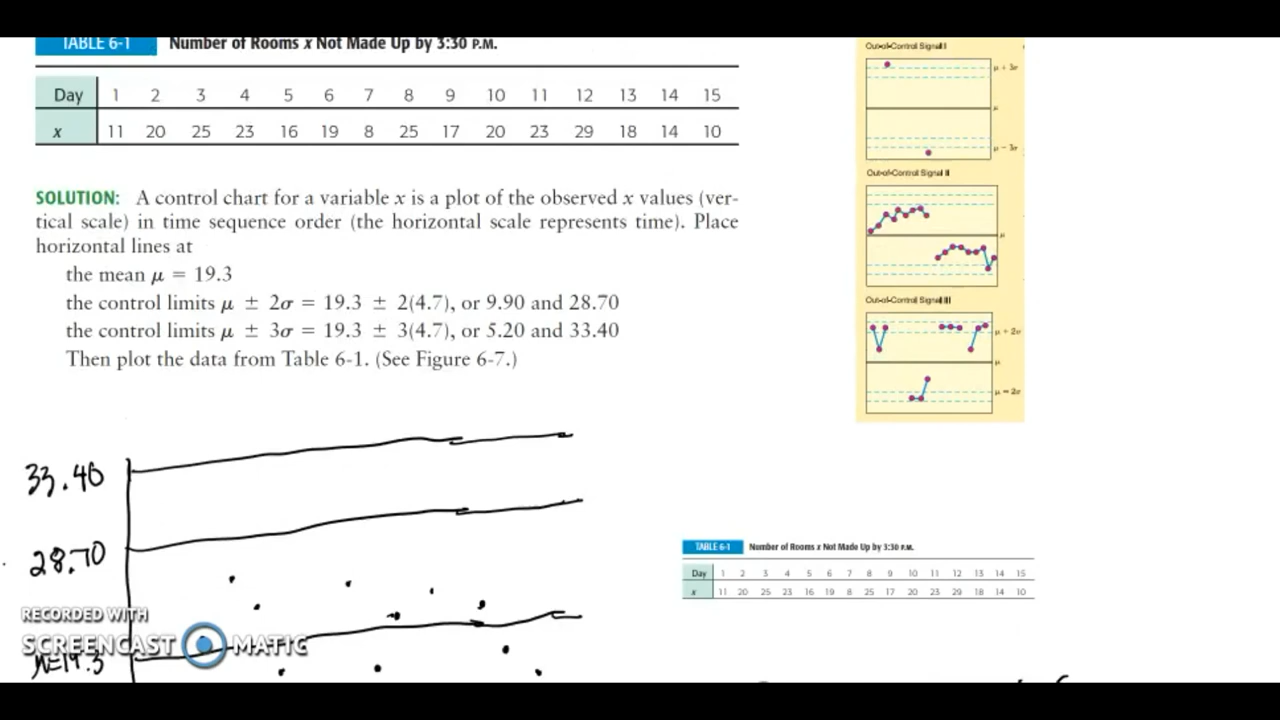 TABLE 6-1 Number of Rooms x Not Made Up by 3:30 P.M.
Day 1 2 3 4 5 6 7 8 9 10 11 12 13 14 15
x 11 20 25 23 16 19 8 25 17 20 23 29 18 14 10
SOLUTION: A control chart for a variable x is a plot of the observed x values (ver-
tical scale) in time sequence order (the horizontal scale represents time). Place
horizontal lines at
the mean μ = 19.3
the control limits μ ± 2σ = 19.3 ± 2(4.7), or 9.90 and 28.70
the control limits μ ± 3σ = 19.3 ± 3(4.7), or 5.20 and 33.40
Then plot the data from Table 6-1. (See Figure 6-7.)
33.40
28.70
RECORDED WITH
SCREENCAST MATIC
μ=19.3
Out-of-Control Signal I
μ + 3σ
μ
μ − 3σ
Out-of-Control Signal II
μ
Out-of-Control Signal III
μ + 2σ
μ
μ − 2σ
TABLE 6-1 Number of Rooms x Not Made Up by 3:30 P.M.
Day 1 2 3 4 5 6 7 8 9 10 11 12 13 14 15
x 11 20 25 23 16 19 8 25 17 20 23 29 18 14 10